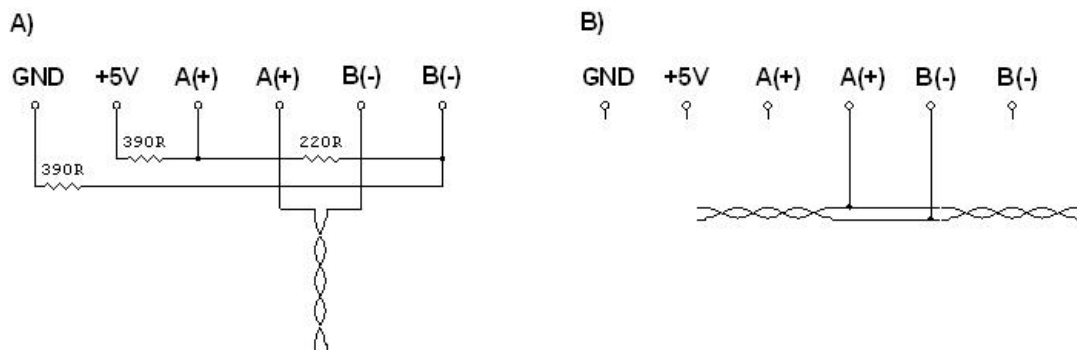 A)
GND +5V A(+) A(+) B(-) B(-)
390R 220R
390R
B)
GND +5V A(+) A(+) B(-) B(-)